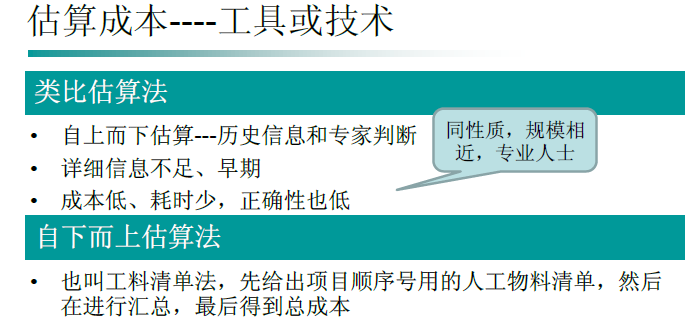 估算成本----工具或技术
类比估算法
• 自上而下估算---历史信息和专家判断
• 详细信息不足、早期
• 成本低、耗时少，正确性也低
同性质，规模相
近，专业人士
自下而上估算法
• 也叫工料清单法，先给出项目顺序号用的人工物料清单，然后
在进行汇总，最后得到总成本